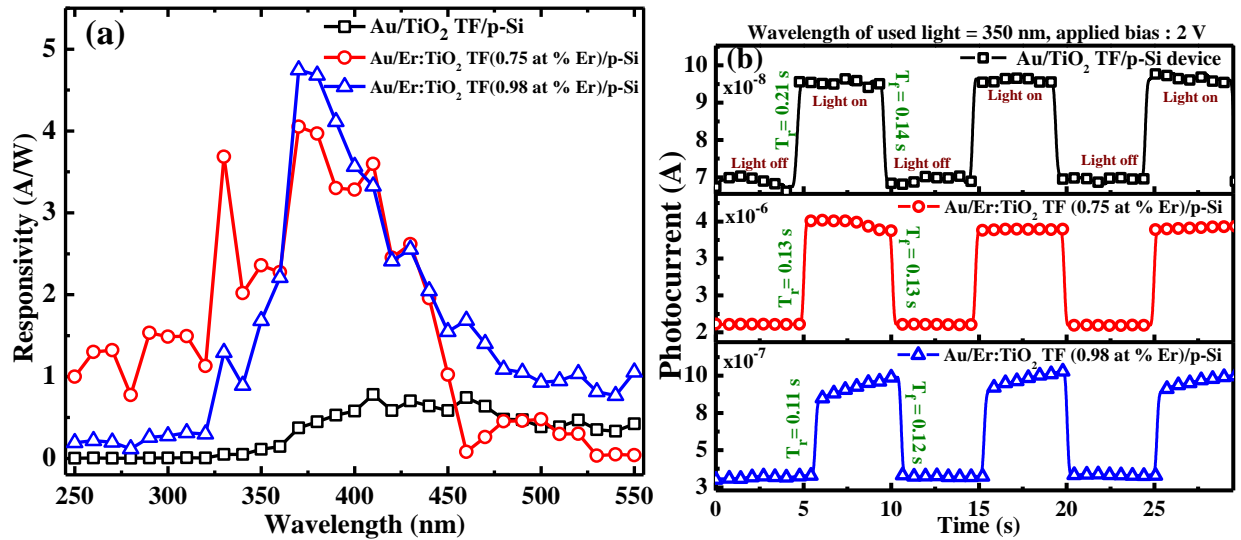 (a)
Au/TiO₂ TF/p-Si
Au/Er:TiO₂ TF(0.75 at % Er)/p-Si
Au/Er:TiO₂ TF(0.98 at % Er)/p-Si
Responsivity (A/W)
5
4
3
2
1
0
250 300 350 400 450 500 550
Wavelength (nm)
Wavelength of used light = 350 nm, applied bias : 2 V
(b)
Au/TiO₂ TF/p-Si device
x10⁻⁸
Photocurrent (A)
10
9
8
7
Tᵣ= 0.21 s
T_f = 0.14 s
Light on
Light on
Light on
Light off
Light off
Light off
Au/Er:TiO₂ TF (0.75 at % Er)/p-Si
x10⁻⁶
4
3
3
2
Tᵣ= 0.13 s
T_f = 0.13 s
Au/Er:TiO₂ TF (0.98 at % Er)/p-Si
x10⁻⁷
10
8
5
3
Tᵣ= 0.11 s
Tᵣ = 0.12 s
0 5 10 15 20 25
Time (s)